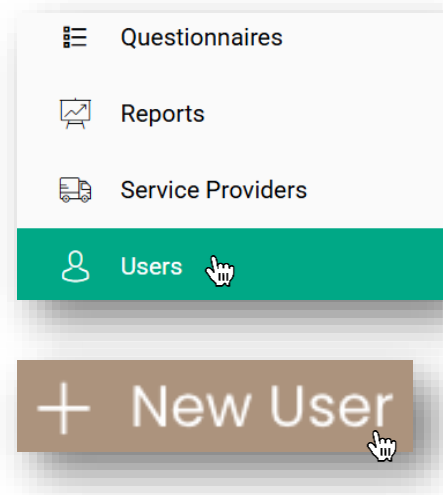 Questionnaires
Reports
Service Providers
Users
+ New User